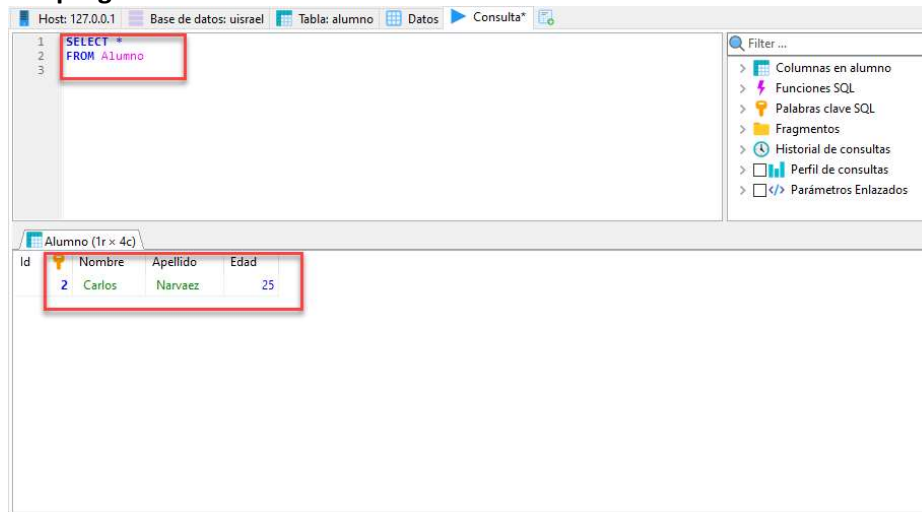 Host: 127.0.0.1 Base de datos: uisrael Tabla: alumno Datos Consulta*
1 SELECT *
2 FROM Alumno
3
Filter ...
Columnas en alumno
Funciones SQL
Palabras clave SQL
Fragmentos
Historial de consultas
Perfil de consultas
Parámetros Enlazados
Alumno (1r × 4c)
Id Nombre Apellido Edad
2 Carlos Narvaez 25